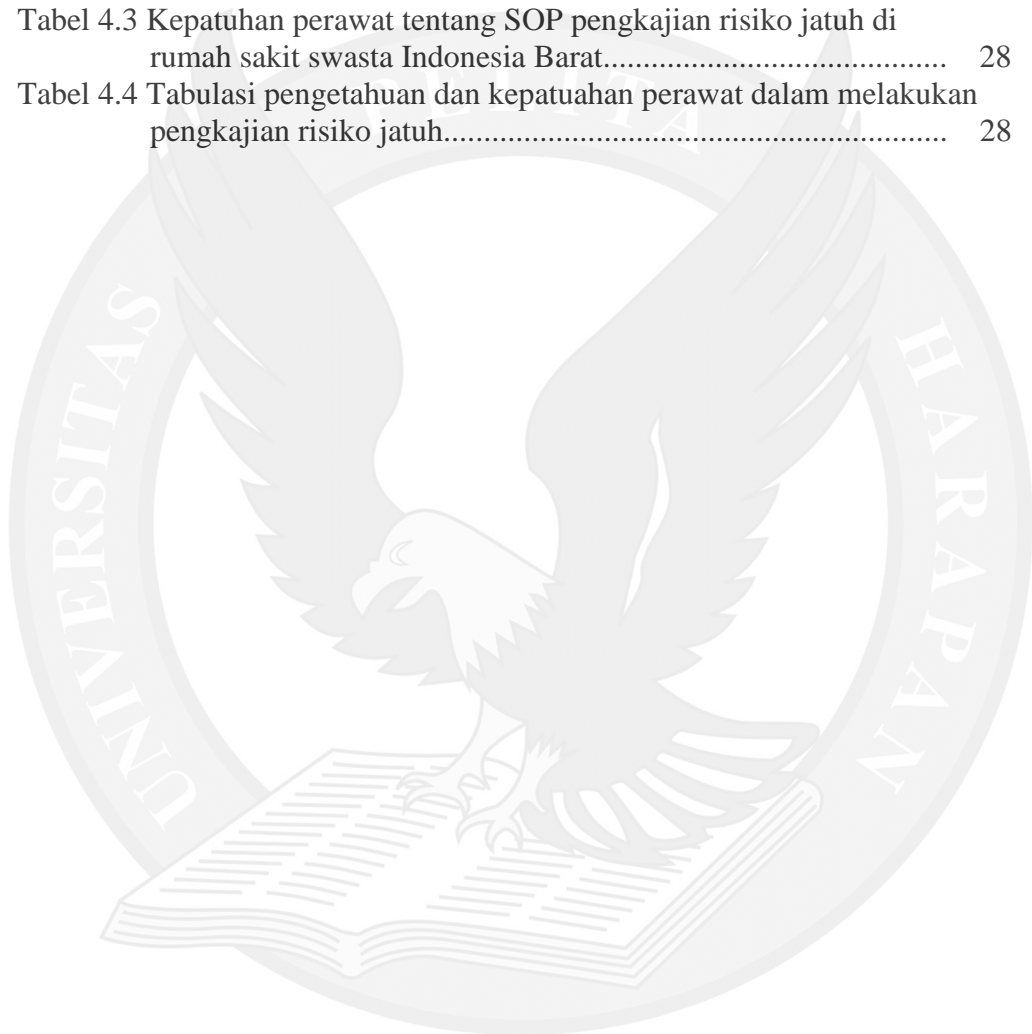 Tabel 4.3 Kepatuhan perawat tentang SOP pengkajian risiko jatuh di
rumah sakit swasta Indonesia Barat........................................ 28
Tabel 4.4 Tabulasi pengetahuan dan kepatuahan perawat dalam melakukan
pengkajian risiko jatuh............................................................. 28
UNIVERSITAS
PELITA
HARAPAN